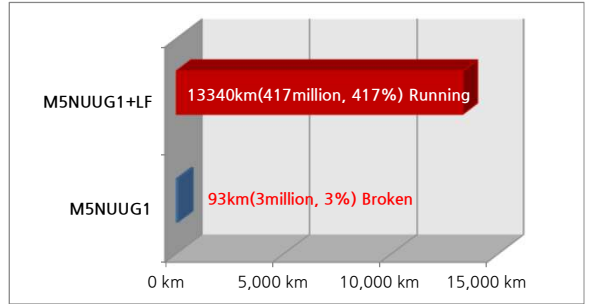 M5NUUG1+LF
13340km(417million, 417%) Running
M5NUUG1
93km(3million, 3%) Broken
0 km
5,000 km
10,000 km
15,000 km